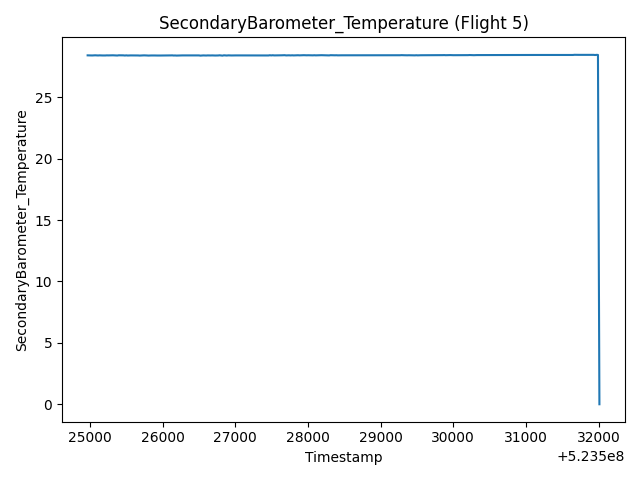 SecondaryBarometer_Temperature (Flight 5)
SecondaryBarometer_Temperature
25
20
15
10
5
0
25000 26000 27000 28000 29000 30000 31000 32000
+5.235e8
Timestamp